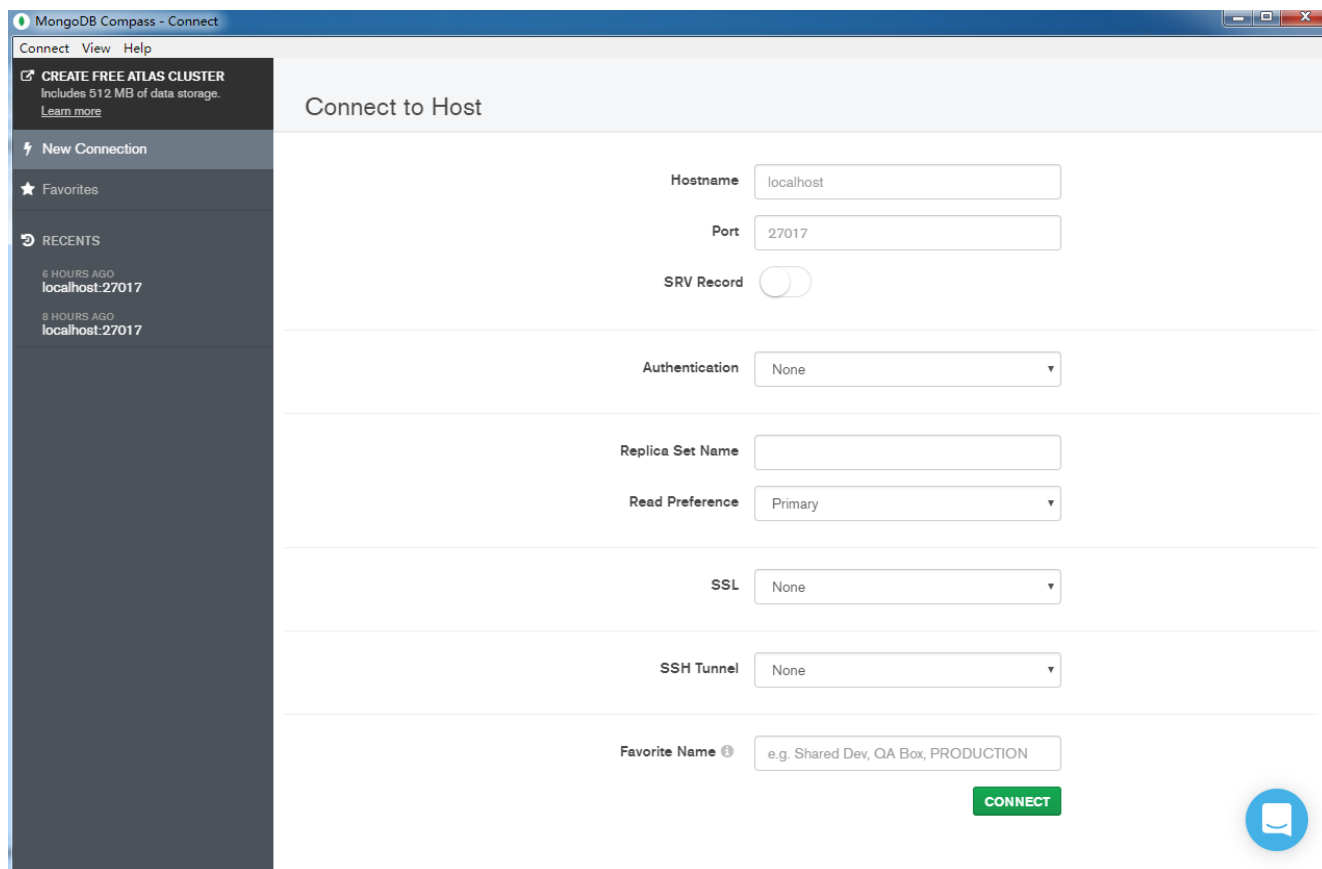 MongoDB Compass - Connect
Connect View Help
CREATE FREE ATLAS CLUSTER
Includes 512 MB of data storage.
Learn more
New Connection
Favorites
RECENTS
6 HOURS AGO
localhost:27017
8 HOURS AGO
localhost:27017
Connect to Host
Hostname localhost
Port 27017
SRV Record
Authentication None
Replica Set Name
Read Preference Primary
SSL None
SSH Tunnel None
Favorite Name e.g. Shared Dev, QA Box, PRODUCTION
CONNECT